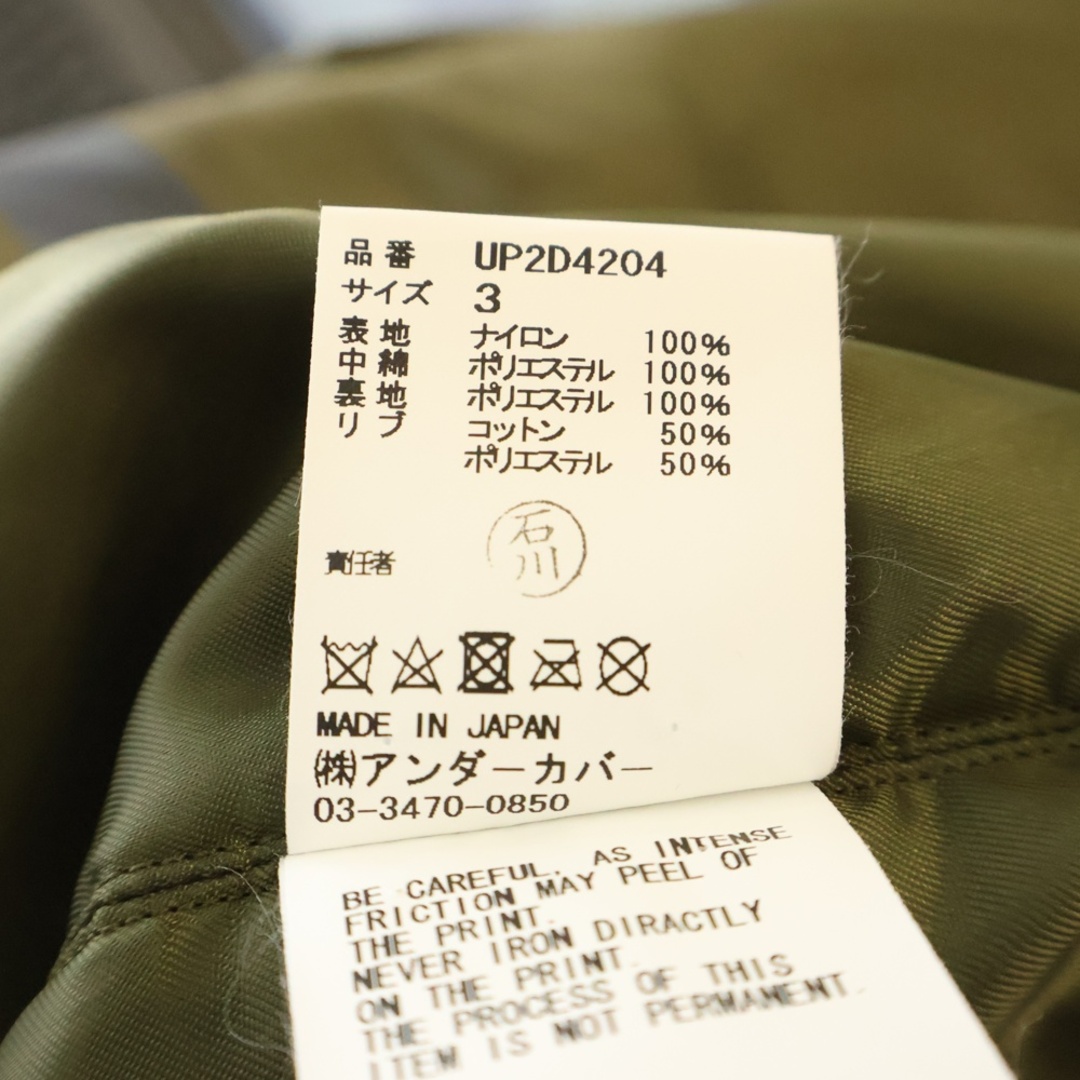 品番 UP2D4204
サイズ 3
表地 ナイロン 100%
中綿 ポリエステル 100%
裏地 ポリエステル 100%
リブ コットン 50%
ポリエステル 50%
責任者 石川
MADE IN JAPAN
㈱アンダーカバー
03-3470-0850
BE CAREFUL, AS INTENSE
FRICTION MAY PEEL OF
THE PRINT.
NEVER IRON DIRACTLY
ON THE PRINT.
THE PROCESS OF THIS
ITEM IS NOT PERMANENT.